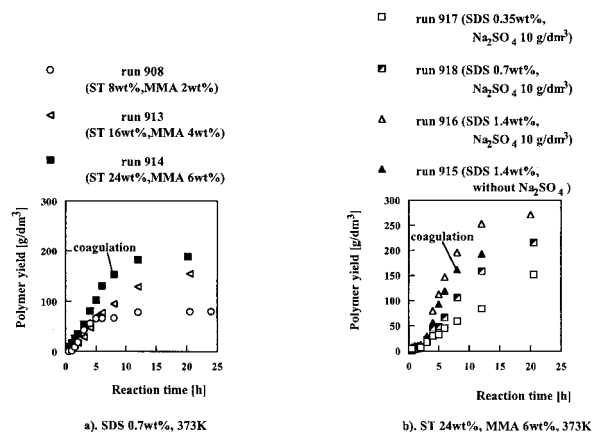 run 908
(ST 8wt%,MMA 2wt%)
run 913
(ST 16wt%,MMA 4wt%)
run 914
(ST 24wt%,MMA 6wt%)
Polymer yield [g/dm³]
300
200
100
0
coagulation
0 5 10 15 20 25
Reaction time [h]
a). SDS 0.7wt%, 373K
run 917 (SDS 0.35wt%,
Na₂SO₄ 10 g/dm³)
run 918 (SDS 0.7wt%,
Na₂SO₄ 10 g/dm³)
run 916 (SDS 1.4wt%,
Na₂SO₄ 10 g/dm³)
run 915 (SDS 1.4wt%,
without Na₂SO₄)
Polymer yield [g/dm³]
300
250
200
150
100
50
0
coagulation
0 5 10 15 20 25
Reaction time [h]
b). ST 24wt%, MMA 6wt%, 373K